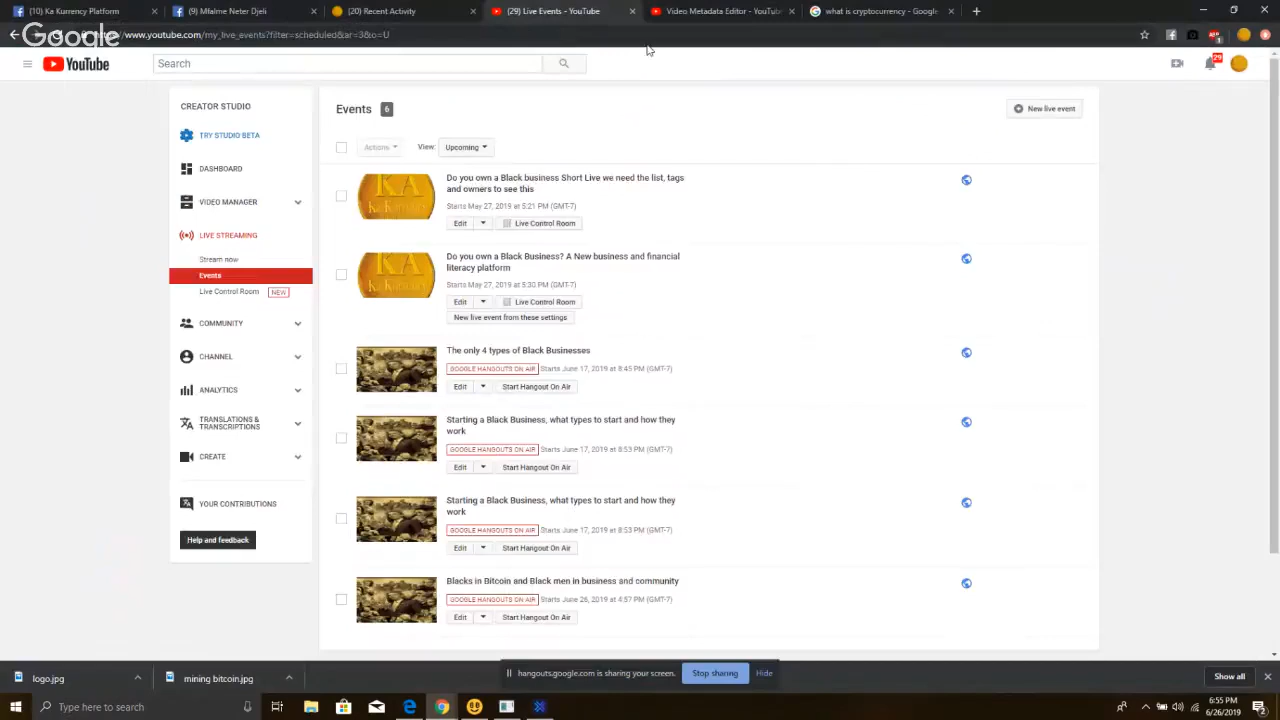 (10) Ka Kurrency - Facebook
(9) Mfalme Noter Djeli
(20) Recent Activity
(29) Live Events - YouTube
Video Metadata Editor - YouTube
what is cryptocurrency - Google
Google
www.youtube.com/my_live_events?filter=scheduled&ar=3&o=U
YouTube
Search
29
CREATOR STUDIO
TRY STUDIO BETA
DASHBOARD
VIDEO MANAGER
LIVE STREAMING
Stream now
Events
Live Control Room NEW
COMMUNITY
CHANNEL
ANALYTICS
TRANSLATIONS &
TRANSCRIPTIONS
CREATE
YOUR CONTRIBUTIONS
Help and feedback
Events 6
New live event
Actions
View: Upcoming
Do you own a Black business Short Live we need the list, tags
and owners to see this
Starts May 27, 2019 at 5:21 PM (GMT-7)
Edit Live Control Room
Do you own a Black Business? A New business and financial
literacy platform
Starts May 27, 2019 at 5:30 PM (GMT-7)
Edit Live Control Room
New live event from these settings
The only 4 types of Black Businesses
GOOGLE HANGOUTS ON AIR Starts June 17, 2019 at 8:45 PM (GMT-7)
Edit Start Hangout On Air
Starting a Black Business, what types to start and how they
work
GOOGLE HANGOUTS ON AIR Starts June 17, 2019 at 8:53 PM (GMT-7)
Edit Start Hangout On Air
Starting a Black Business, what types to start and how they
work
GOOGLE HANGOUTS ON AIR Starts June 17, 2019 at 8:53 PM (GMT-7)
Edit Start Hangout On Air
Blacks in Bitcoin and Black men in business and community
GOOGLE HANGOUTS ON AIR Starts June 26, 2019 at 4:57 PM (GMT-7)
Edit Start Hangout On Air
KA
KA
logo.jpg
mining bitcoin.jpg
hangouts.google.com is sharing your screen.
Stop sharing
Hide
Show all
Type here to search
6:55 PM
6/26/2019